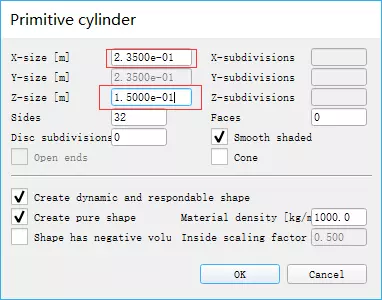 Primitive cylinder
X-size [m] 2.3500e-01 X-subdivisions
Y-size [m] 2.3500e-01 Y-subdivisions
Z-size [m] 1.5000e-01 Z-subdivisions
Sides 32 Faces 0
Disc subdivisions 0 Smooth shaded
Open ends Cone
Create dynamic and respondable shape
Create pure shape Material density [kg/m 1000.0
Shape has negative volu Inside scaling factor 0.500
OK Cancel